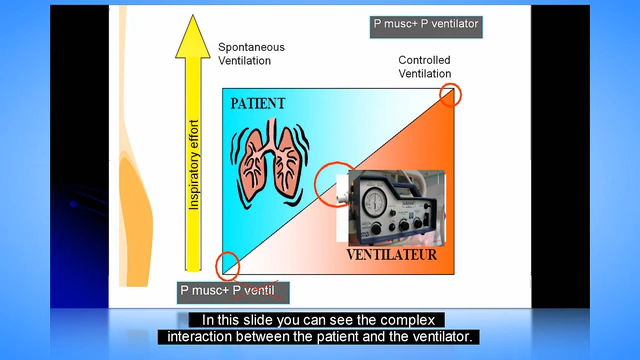 P musc+ P ventilator
Spontaneous
Ventilation
Controlled
Ventilation
PATIENT
Inspiratory effort
VENTILATEUR
P musc+ P ventil
In this slide you can see the complex
interaction between the patient and the ventilator.